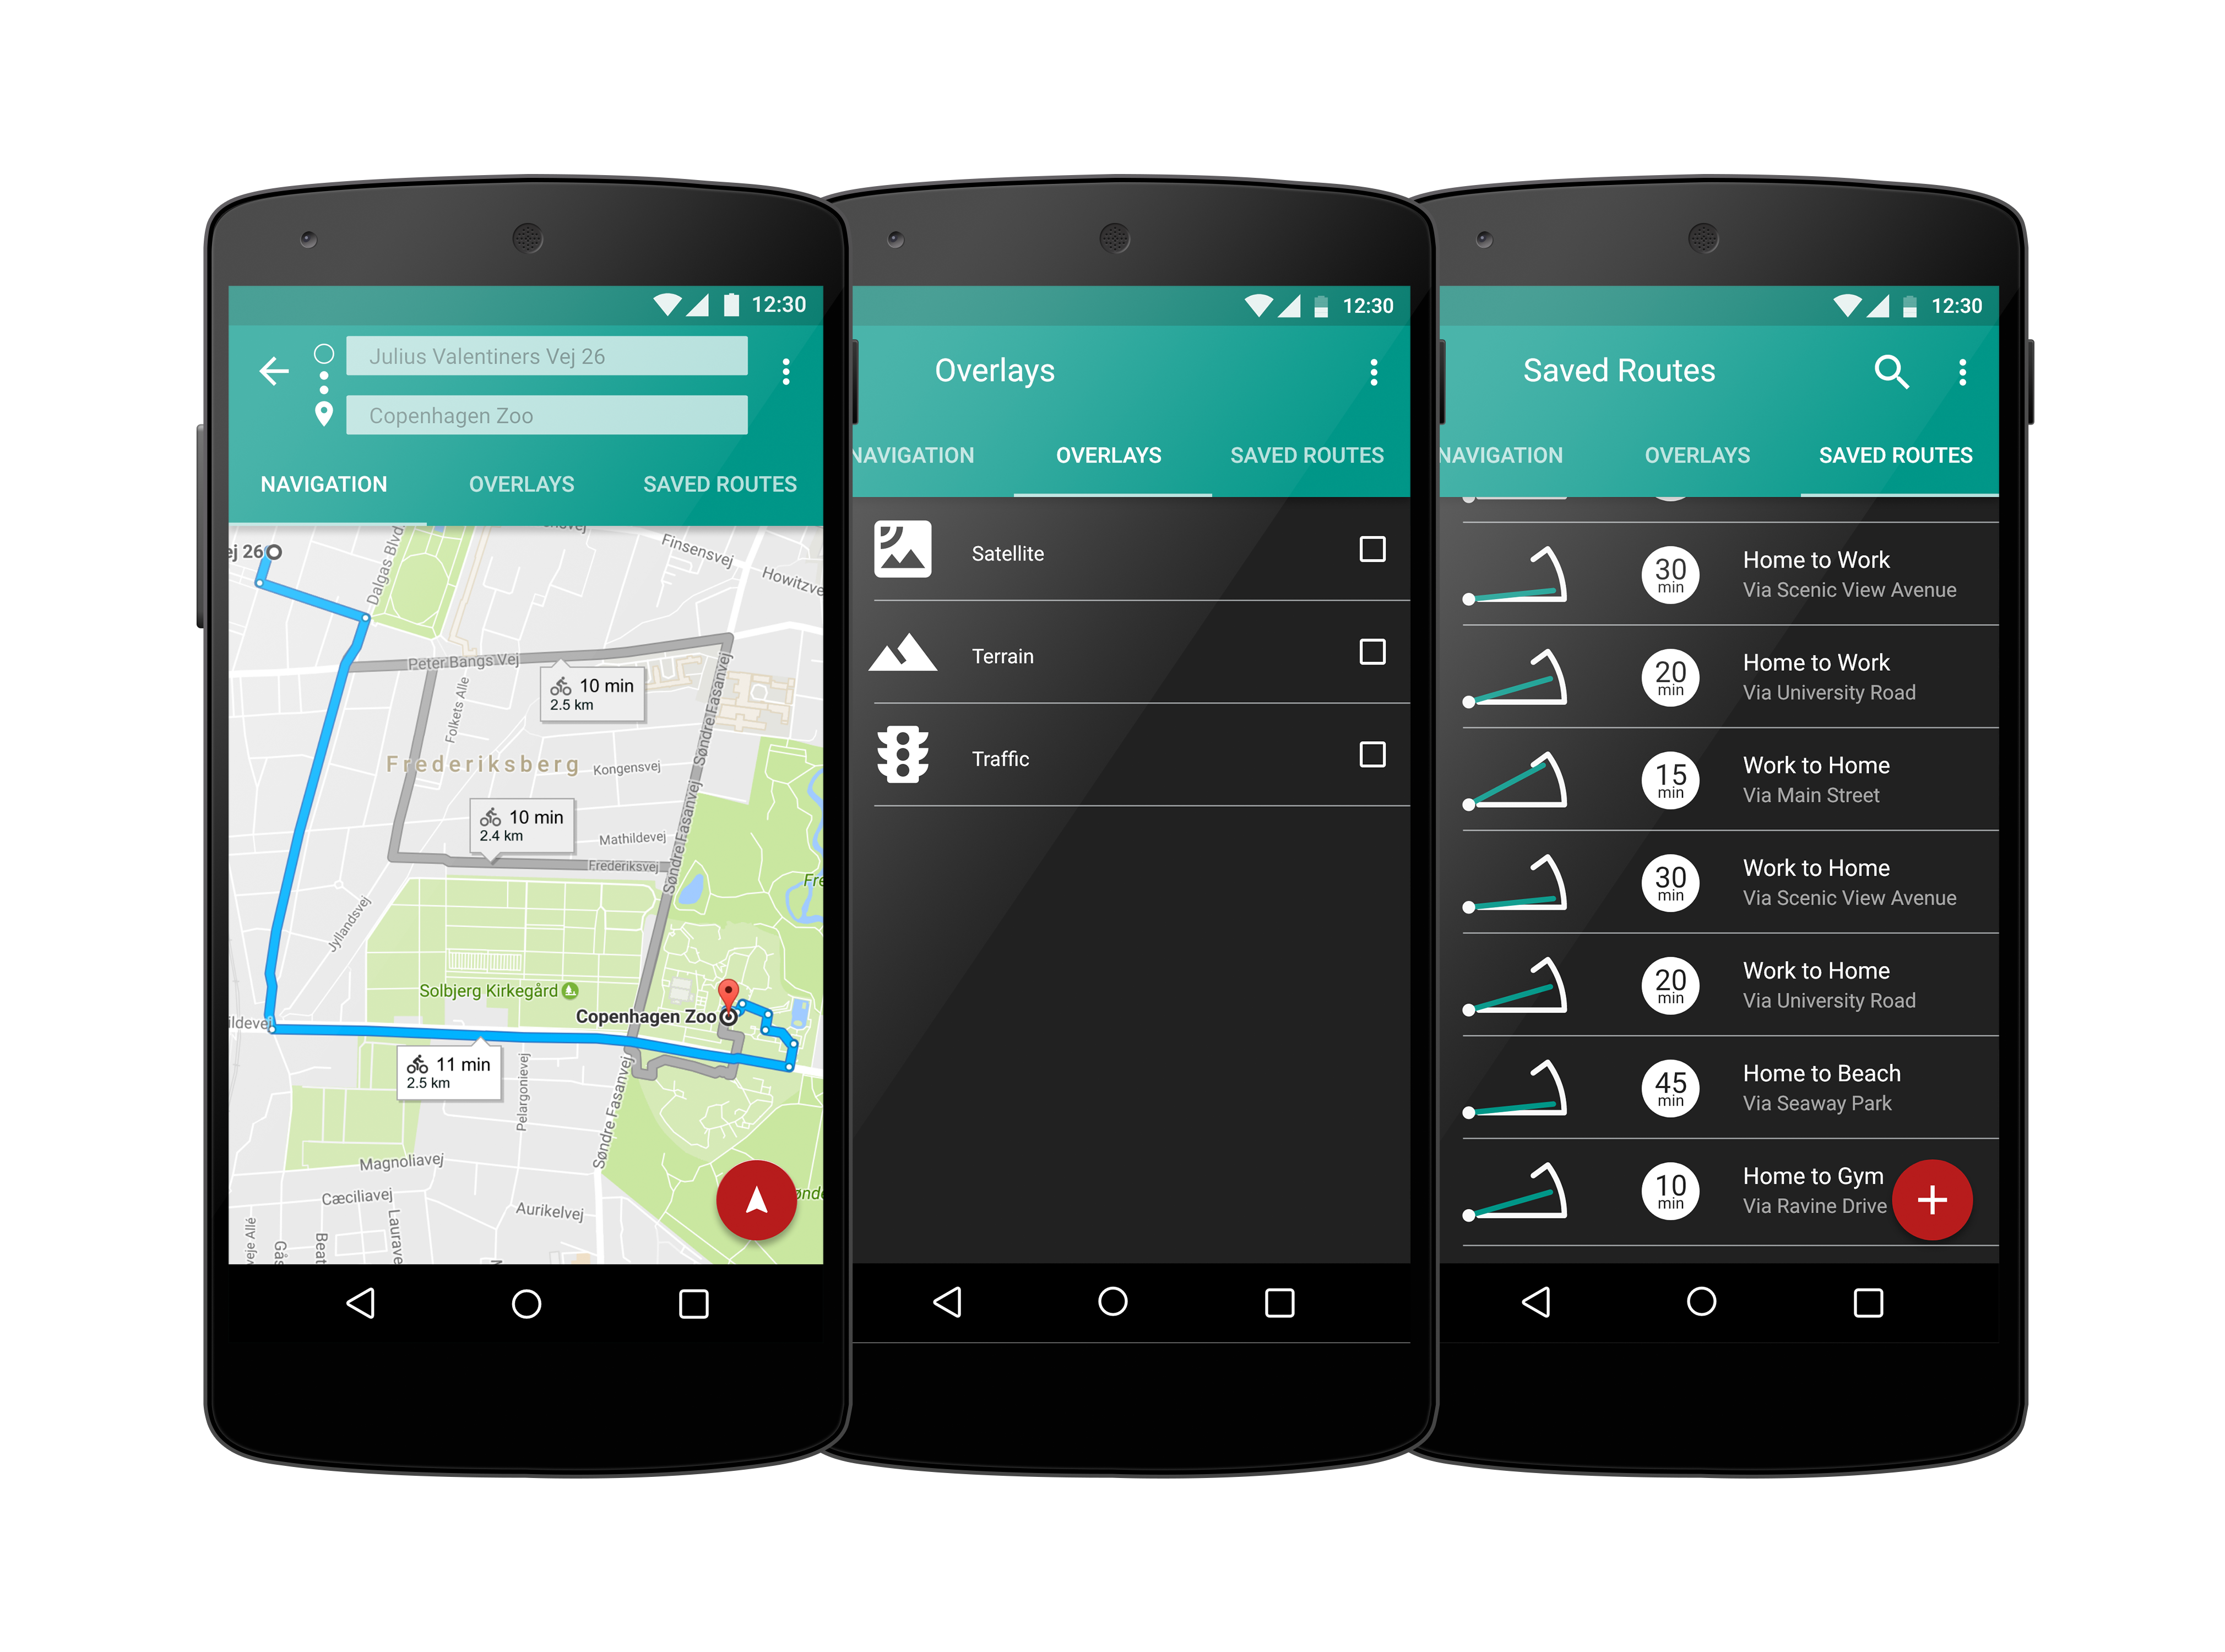 12:30
Julius Valentiners Vej 26
Copenhagen Zoo
NAVIGATION OVERLAYS SAVED ROUTES
ej 26
Dalgas Blvd.
Finsensvej
Howitzve
Peter Bangs Vej
10 min
2.5 km
Folkets Alle
Søndre Fasanvej
Frederiksberg
Kongensvej
10 min
2.4 km
Mathildevej
Frederiksvej
Søndre Fasanvej
Fre
Jyllandsvej
Solbjerg Kirkegård
Copenhagen Zoo
ildevej
11 min
2.5 km
Pelargonievej
Søndre Fasanvej
Magnoliavej
Cæciliavej
Aurikelvej
ønde
veje Allé
Gås
Beat
Laurave
12:30
Overlays
NAVIGATION OVERLAYS SAVED ROUTES
Satellite
Terrain
Traffic
12:30
Saved Routes
NAVIGATION OVERLAYS SAVED ROUTES
30 min
Home to Work
Via Scenic View Avenue
20 min
Home to Work
Via University Road
15 min
Work to Home
Via Main Street
30 min
Work to Home
Via Scenic View Avenue
20 min
Work to Home
Via University Road
45 min
Home to Beach
Via Seaway Park
10 min
Home to Gym
Via Ravine Drive